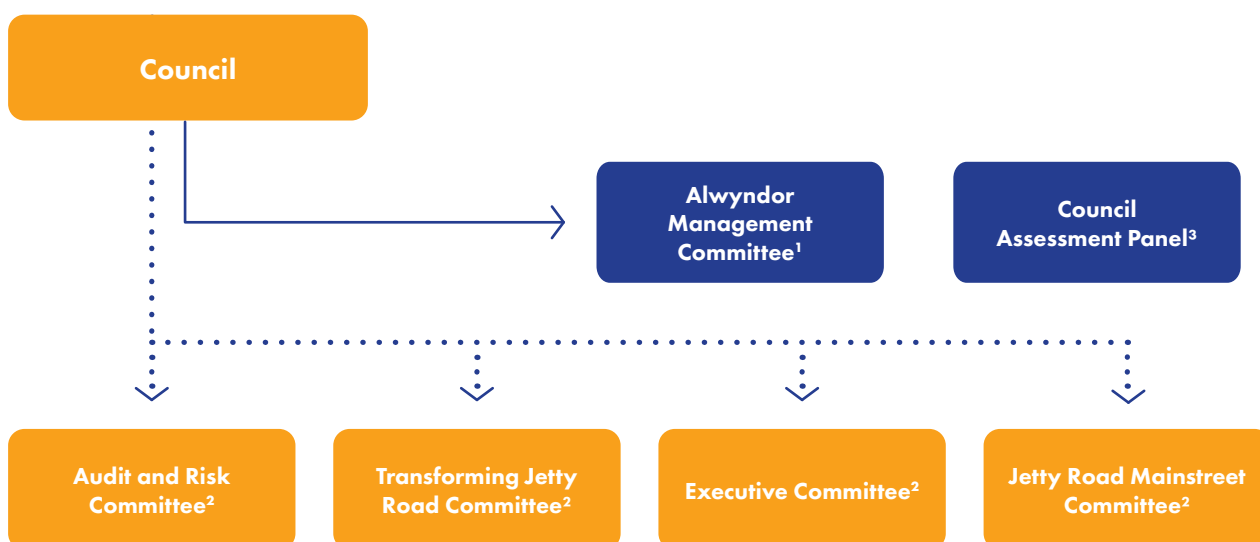 Council
Alwyndor
Management
Committee¹
Council
Assessment Panel³
Audit and Risk
Committee²
Transforming Jetty
Road Committee²
Executive Committee²
Jetty Road Mainstreet
Committee²